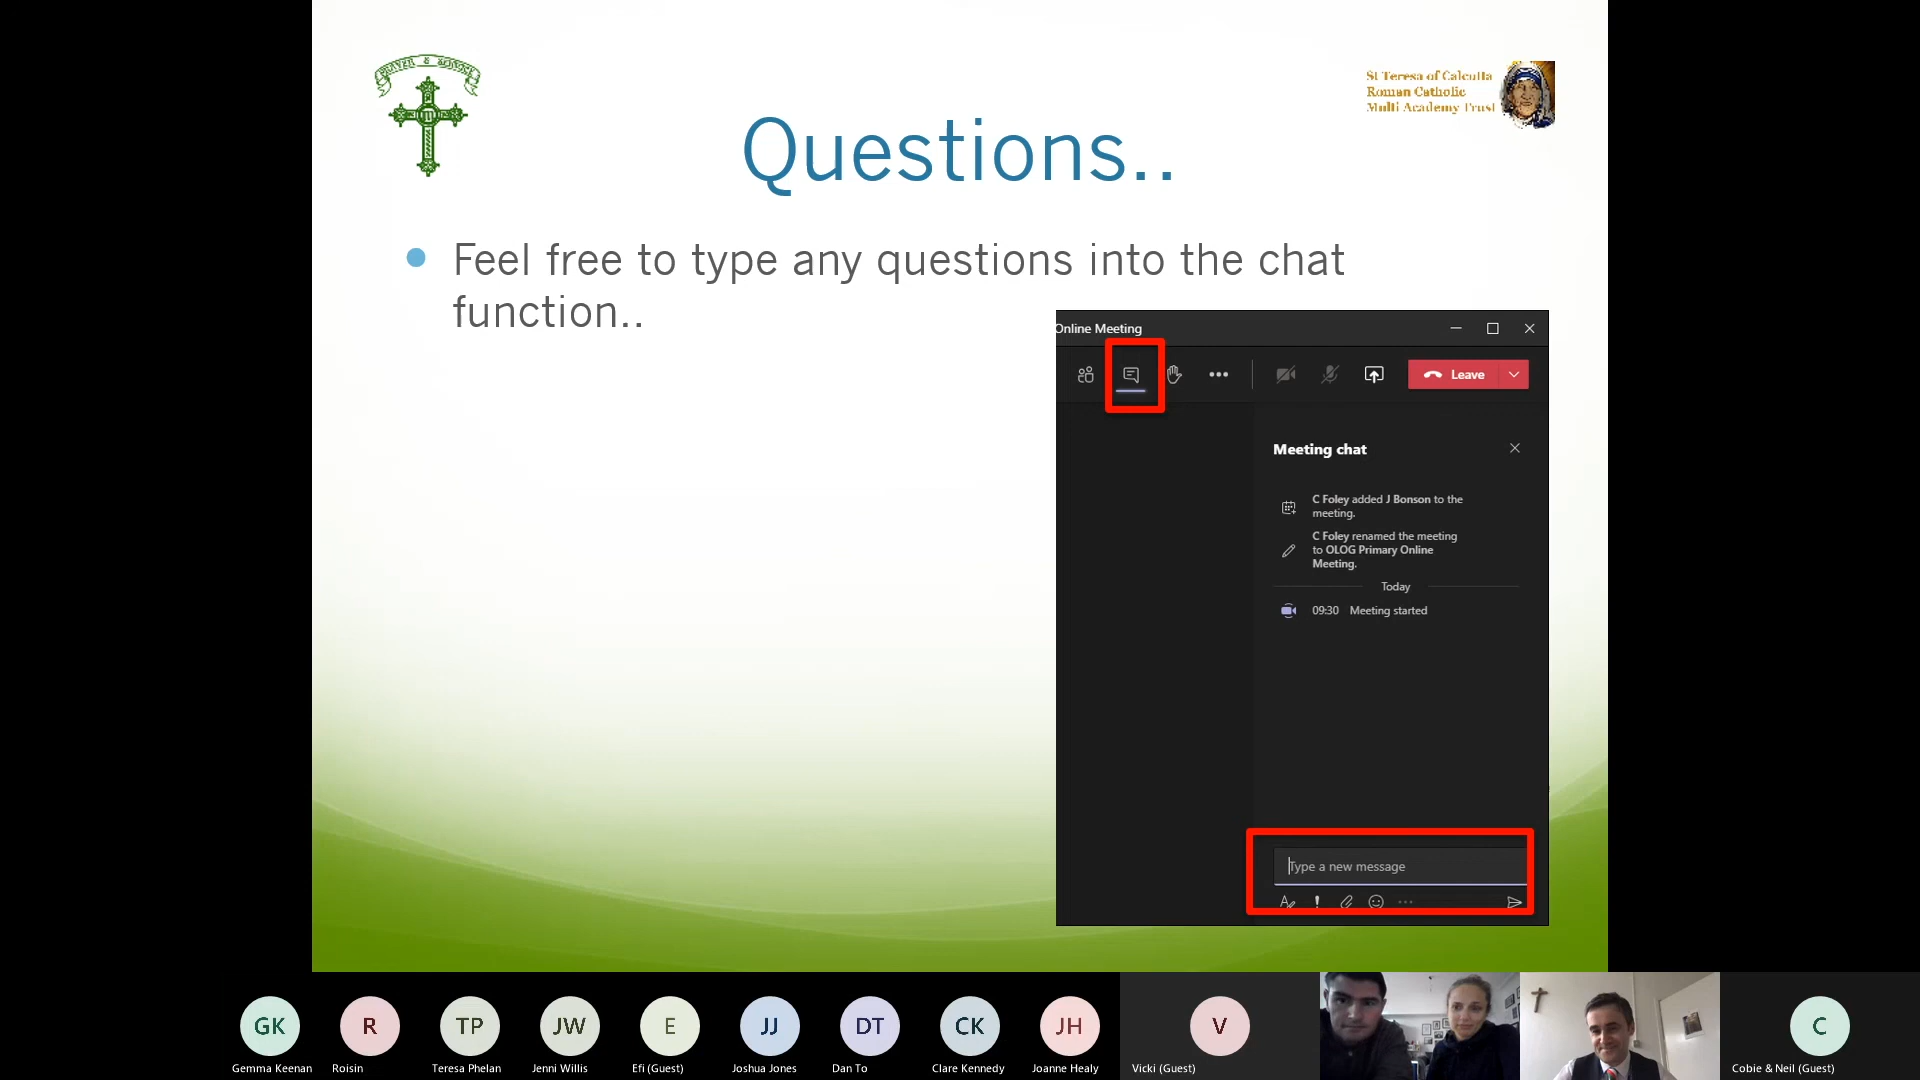 PRAYER & SERVICE
St Teresa of Calcutta
Roman Catholic
Multi Academy Trust
Questions..
Feel free to type any questions into the chat
function..
Online Meeting
Leave
Meeting chat
C Foley added J Bonson to the
meeting.
C Foley renamed the meeting
to OLOG Primary Online
Meeting.
Today
09:30 Meeting started
Type a new message
GK
R
TP
JW
E
JJ
DT
CK
JH
V
C
Gemma Keenan
Roisin
Teresa Phelan
Jenni Willis
Efi (Guest)
Joshua Jones
Dan To
Clare Kennedy
Joanne Healy
Vicki (Guest)
Cobie & Neil (Guest)